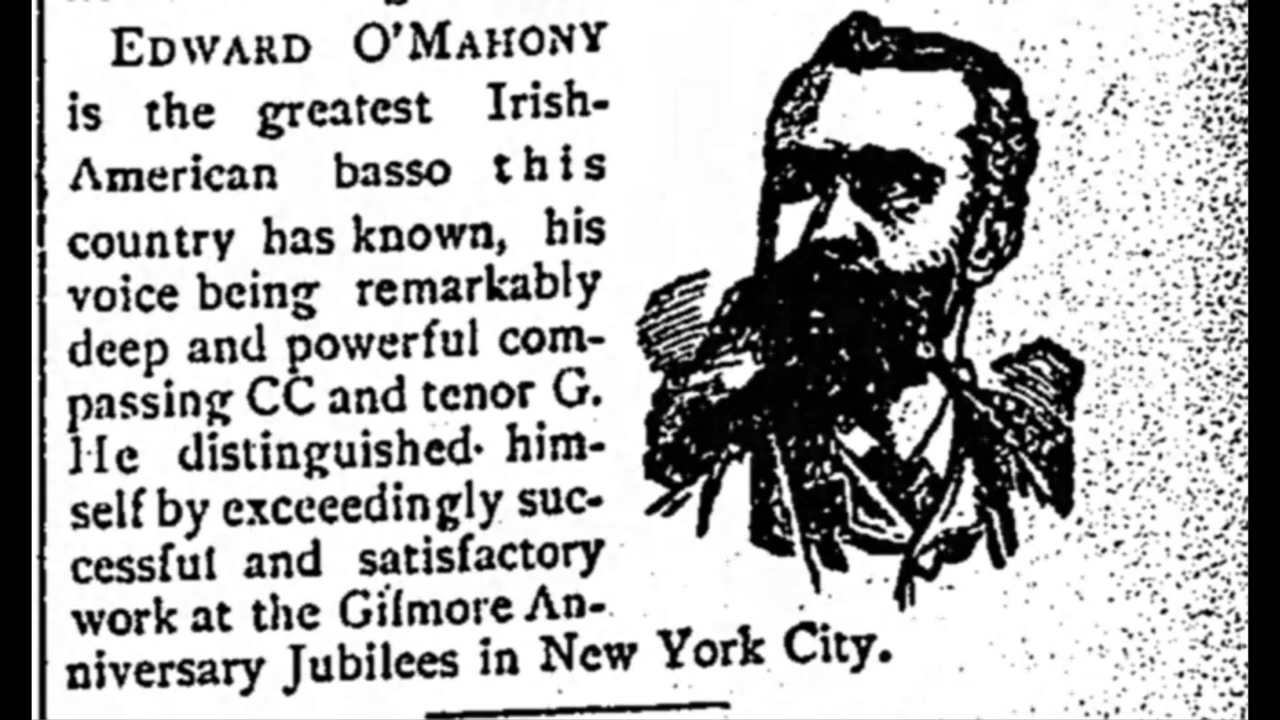 EDWARD O'MAHONY
is the greatest Irish-
American basso this
country has known, his
voice being remarkably
deep and powerful com-
passing CC and tenor G.
He distinguished himself
self by exceeedingly suc-
cessful and satisfactory
work at the Gilmore An-
niversary Jubilees in New York City.